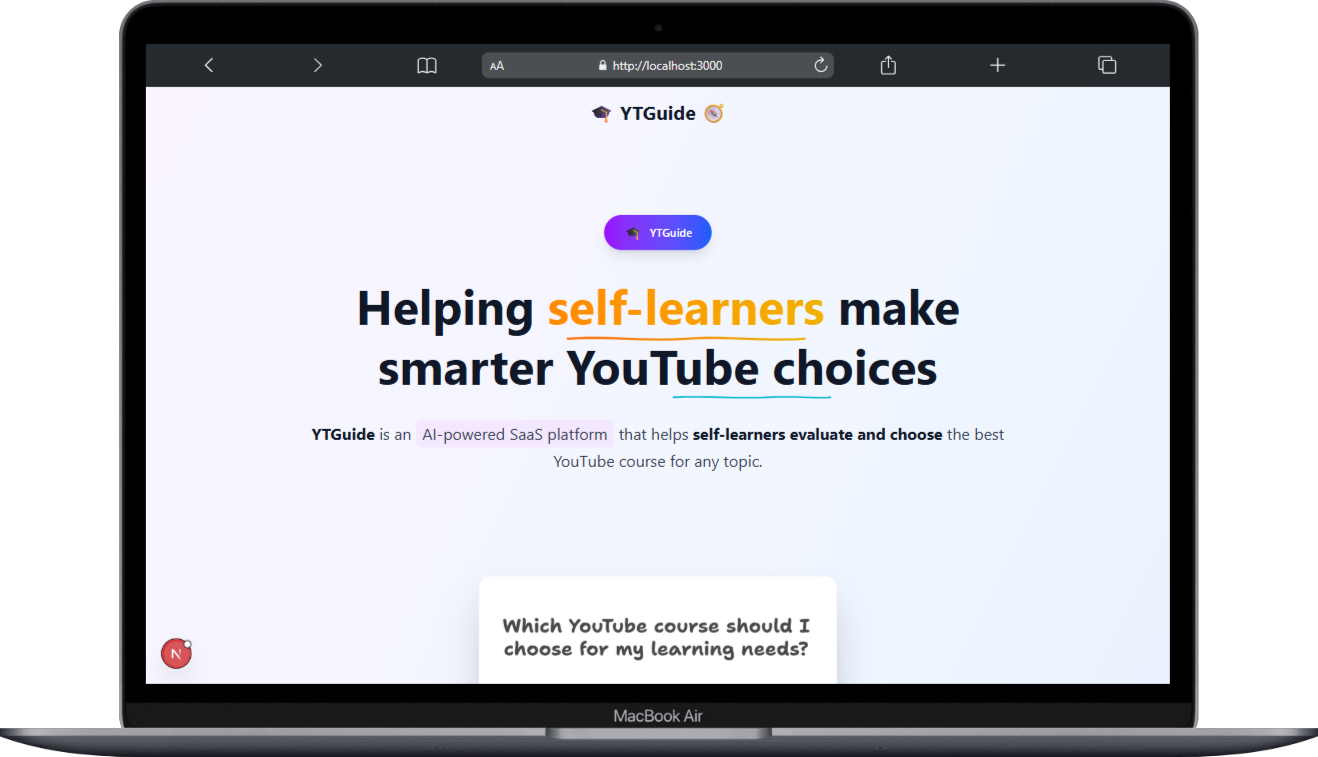 AA http://localhost:3000
YTGuide
YTGuide
Helping self-learners make
smarter YouTube choices
YTGuide is an AI-powered SaaS platform that helps self-learners evaluate and choose the best
YouTube course for any topic.
Which YouTube course should I
choose for my learning needs?
N
MacBook Air